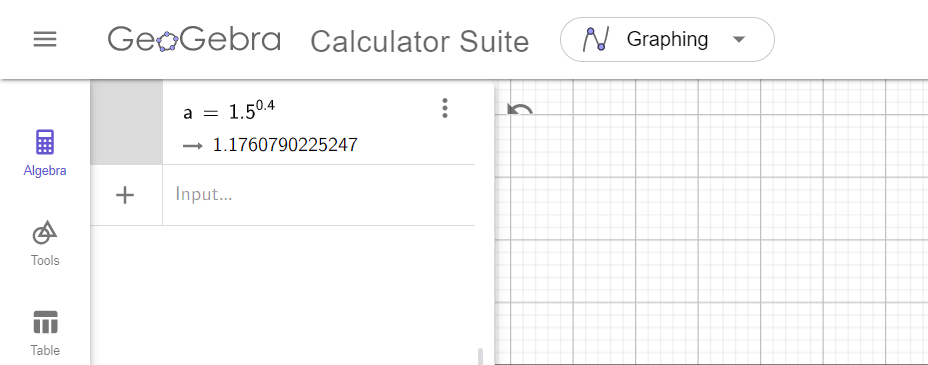 GeoGebra Calculator Suite Graphing
a = 1.5^0.4
→ 1.1760790225247
+ Input...
Algebra
Tools
Table